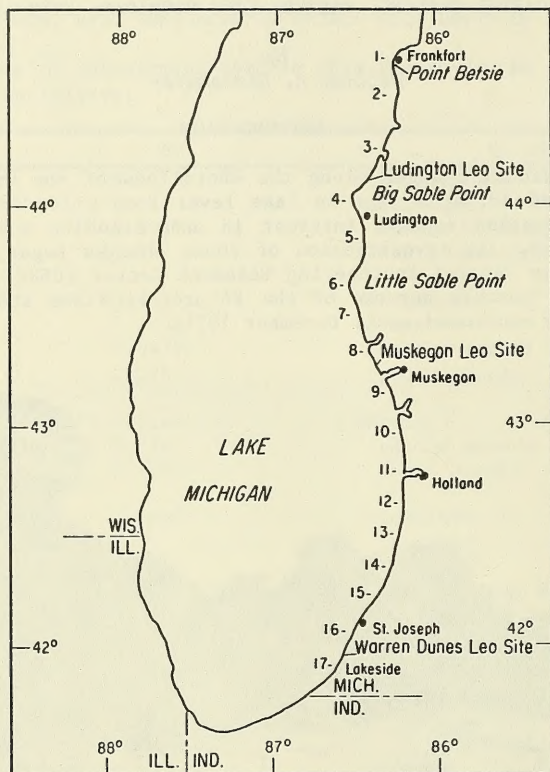 88° 87° 86°
1- Frankfort
Point Betsie
2-
3-
Ludington Leo Site
Big Sable Point
44° 4- 44°
Ludington
5-
6- Little Sable Point
7-
8- Muskegon Leo Site
Muskegon
9-
43° 10- 43°
LAKE
MICHIGAN
11- Holland
12-
WIS.
ILL.
13-
14-
15-
16- St. Joseph 42°
42° Warren Dunes Leo Site
17- Lakeside
MICH.
IND.
88° 87° 86°
ILL. IND.